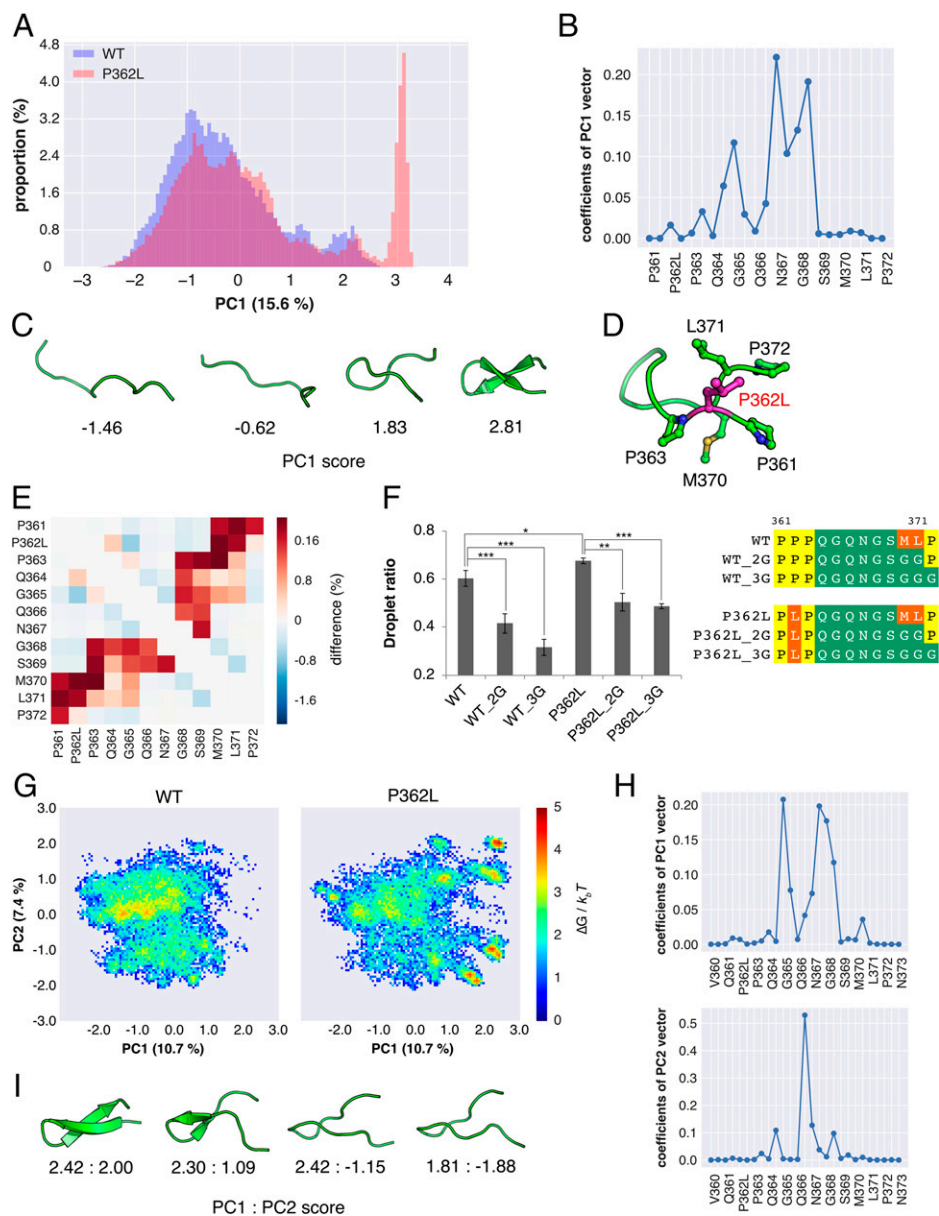 A
WT
P362L
4.8
3.6
2.4
1.2
0.8
0
proportion (%)
−3 −2 −1 0 1 2 3 4
PC1 (15.6 %)
B
0.20
0.15
0.10
0.05
0.00
coefficients of PC1 vector
P361
P362L
P363
Q364
G365
Q366
N367
G368
S369
M370
L371
P372
C
-1.46 -0.62 1.83 2.81
PC1 score
D
L371
P372
P362L
P363
P361
M370
E
P361
P362L
P363
Q364
G365
Q366
N367
G368
S369
M370
L371
P372
P361
P362L
P363
Q364
G365
Q366
N367
G368
S369
M370
L371
P372
0.16
0
-0.8
-1.6
difference (%)
F
0.8
0.6
0.4
0.2
Droplet ratio
*
***
***
***
**
WT
WT_2G
WT_3G
P362L
P362L_2G
P362L_3G
361 371
WT PPPQGQNGSMLP
WT_2G PPPQGQNGSGGP
WT_3G PPPQGQNGSGGG
P362L PLPQGQNGSMLP
P362L_2G PLPQGQNGSGGP
P362L_3G PLPQGQNGSGGG
G
WT P362L
3.0
2.0
1.0
0.0
-1.0
-2.0
-3.0
PC2 (7.4 %)
-2.0 -1.0 0.0 1.0 2.0 3.0
PC1 (10.7 %)
-2.0 -1.0 0.0 1.0 2.0 3.0
PC1 (10.7 %)
5
4
3
2
1
0
ΔG / kbT
H
0.20
0.15
0.10
0.05
0.00
coefficients of PC1 vector
V360
Q361
P362L
P363
Q364
G365
Q366
N367
G368
S369
M370
L371
P372
N373
0.5
0.4
0.3
0.2
0.1
0.0
coefficients of PC2 vector
V360
Q361
P362L
P363
Q364
G365
Q366
N367
G368
S369
M370
L371
P372
N373
I
2.42 : 2.00 2.30 : 1.09 2.42 : -1.15 1.81 : -1.88
PC1 : PC2 score